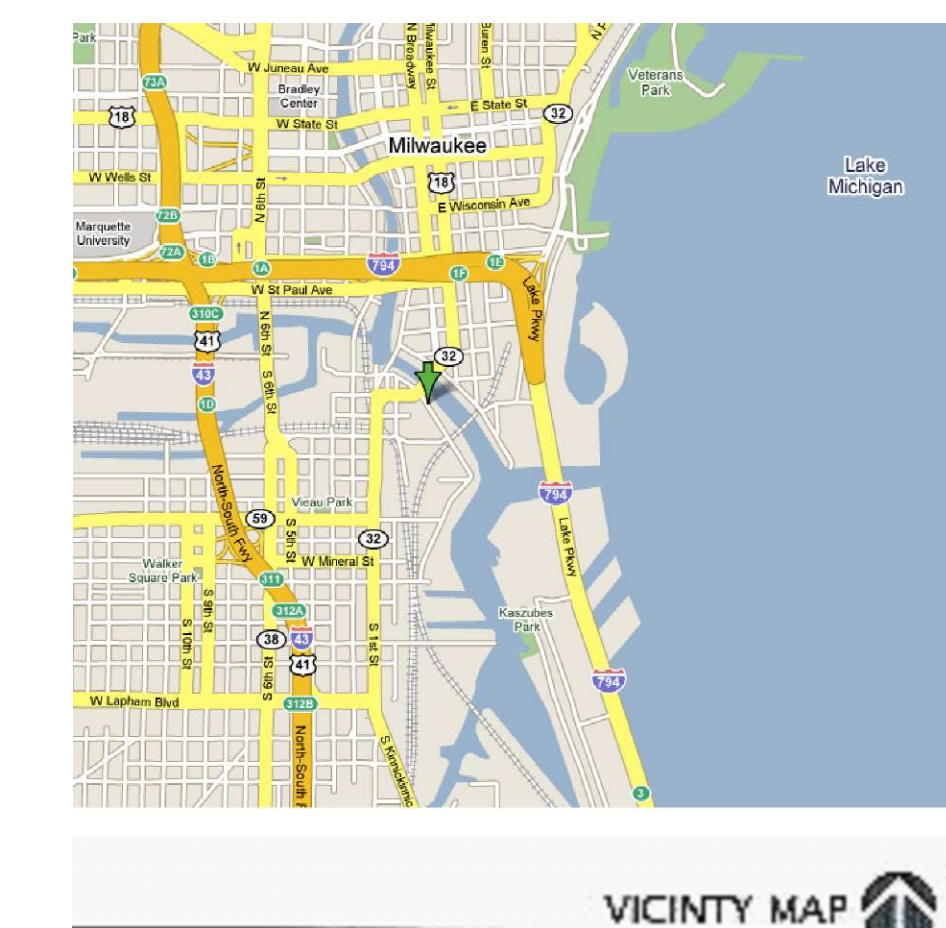 Park
N Broadway
Milwaukee St
Buren St
73A
W Juneau Ave
Veterans
Park
Bradley
Center
18
E State St
32
W State St
Milwaukee
Lake
Michigan
W Wells St
18
N 6th St
E Wisconsin Ave
72B
Marquette
University
72A
1B
1A
794
1F
1E
Lake Pkwy
W St Paul Ave
310C
N 6th St
41
32
43
S 6th St
1D
North-South Fwy
794
Vieau Park
59
S 5th St
32
Lake Pkwy
W Mineral St
Walker
Square Park
311
S 9th St
312A
Kaszubes
Park
S 10th St
38
43
S 1st St
41
S 6th St
794
W Lapham Blvd
312B
North-South F
S Kinnickinnic
3
VICINTY MAP